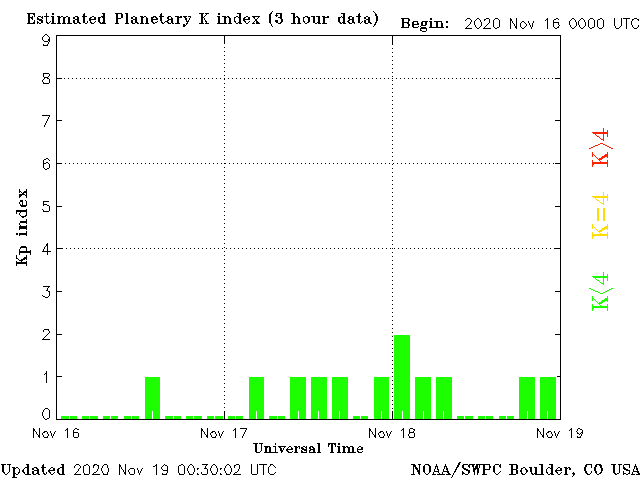 Estimated Planetary K index (3 hour data) Begin: 2020 Nov 16 0000 UTC
9
8
7
6
5
4
3
2
1
0
Kp index
K>4
K=4
K<4
Nov 16 Nov 17 Nov 18 Nov 19
Universal Time
Updated 2020 Nov 19 00:30:02 UTC NOAA/SWPC Boulder, CO USA